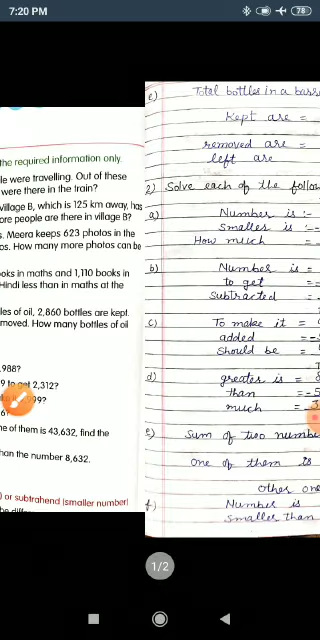 7:20 PM
78
the required information only.
le were travelling. Out of these
were there in the train?
Village B, which is 125 km away, has
ore people are there in village B?
s. Meera keeps 623 photos in the
os. How many more photos can be
ooks in maths and 1,110 books in
Hindi less than in maths at the
les of oil, 2,860 bottles are kept.
moved. How many bottles of oil
,988?
9 to get 2,312?
999?
6?
ne of them is 43,632, find the
han the number 8,632.
) or subtrahend (smaller number)
e) Total bottles in a barre
Kept are =
removed are =
left are
2) Solve each of the follow
a) Number is :-
Smaller is :-
How much =
b) Number is =
to get =
Subtracted =
c) To make it =
added =
Should be =
d) greater is =
than =
much =
e) Sum of two number
One of them is
other one
f) Number is
Smaller than
1/2